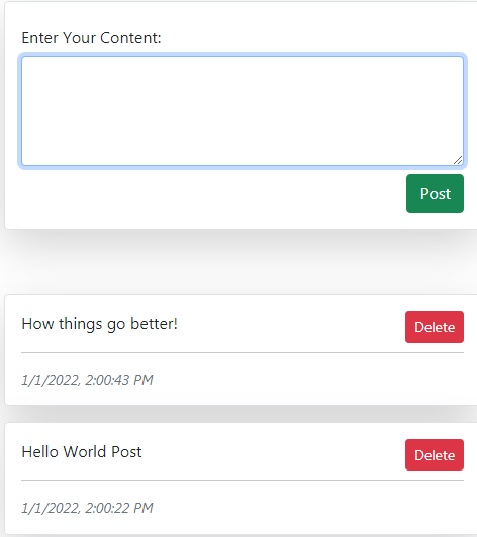 Enter Your Content:
Post
How things go better!
Delete
1/1/2022, 2:00:43 PM
Hello World Post
Delete
1/1/2022, 2:00:22 PM